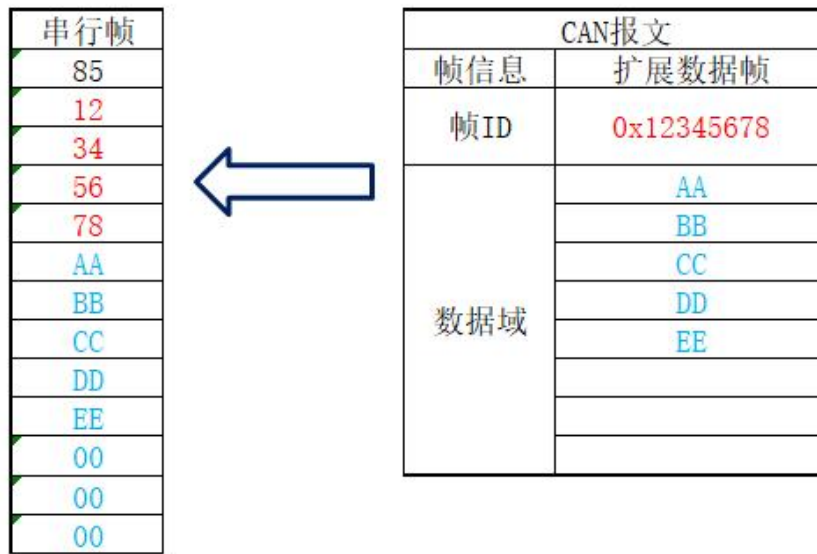 串行帧
85
12
34
56
78
AA
BB
CC
DD
EE
00
00
00
CAN报文
帧信息 扩展数据帧
帧ID 0x12345678
数据域
AA
BB
CC
DD
EE